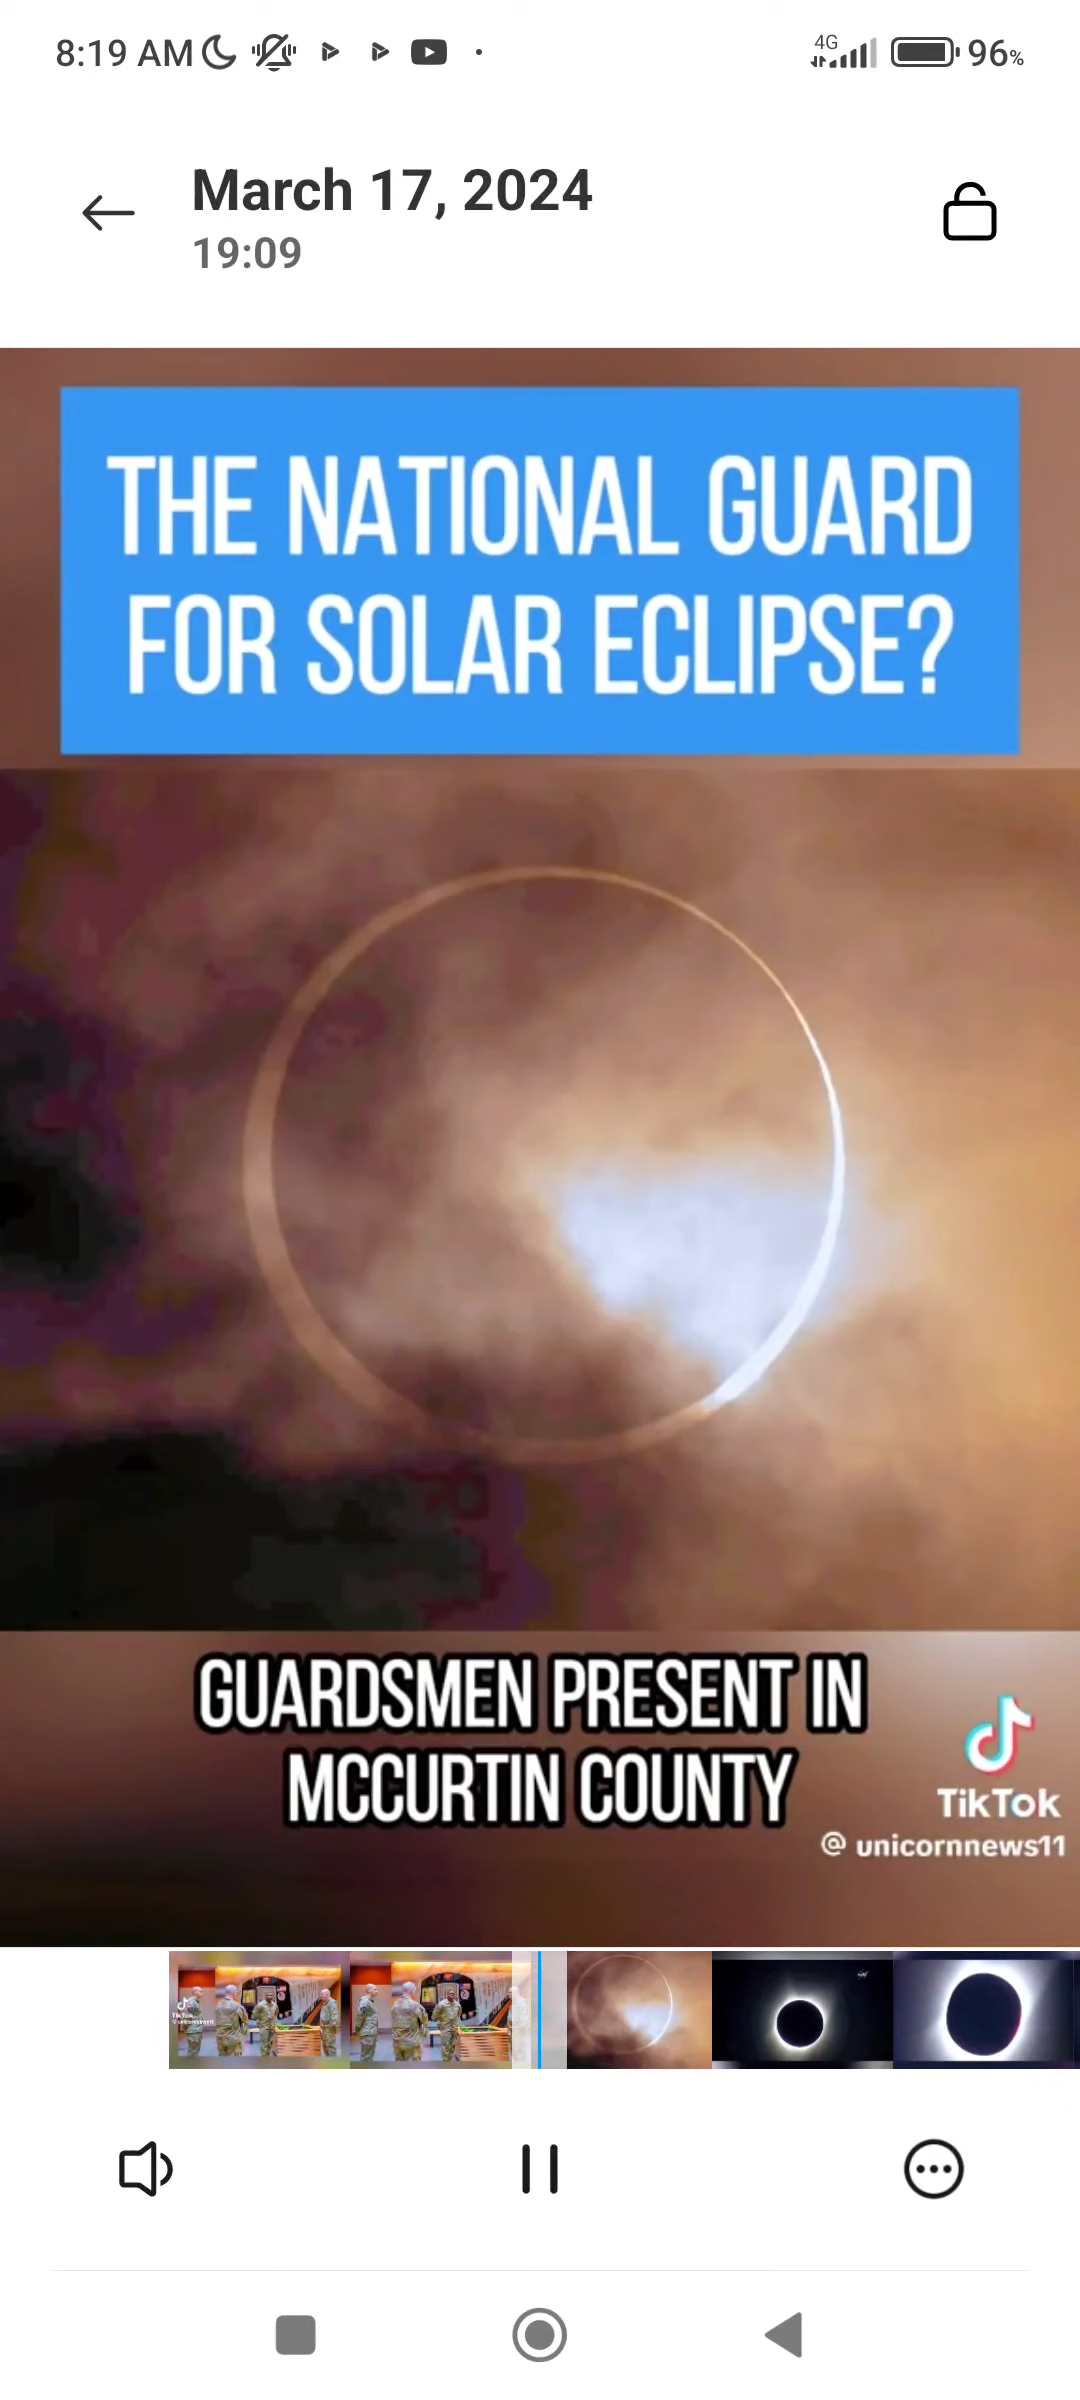 8:19 AM
4G
96%
March 17, 2024
19:09
THE NATIONAL GUARD
FOR SOLAR ECLIPSE?
GUARDSMEN PRESENT IN
MCCURTIN COUNTY
TikTok
@ unicornnews11